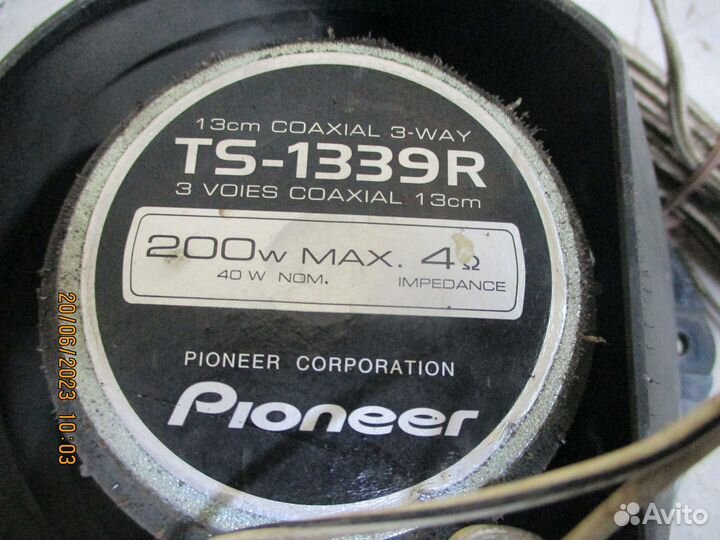 13cm COAXIAL 3-WAY
TS-1339R
3 VOIES COAXIAL 13cm
200W MAX. 4Ω
40 W NOM. IMPEDANCE
PIONEER CORPORATION
Pioneer
20/06/2023 10:03
Avito